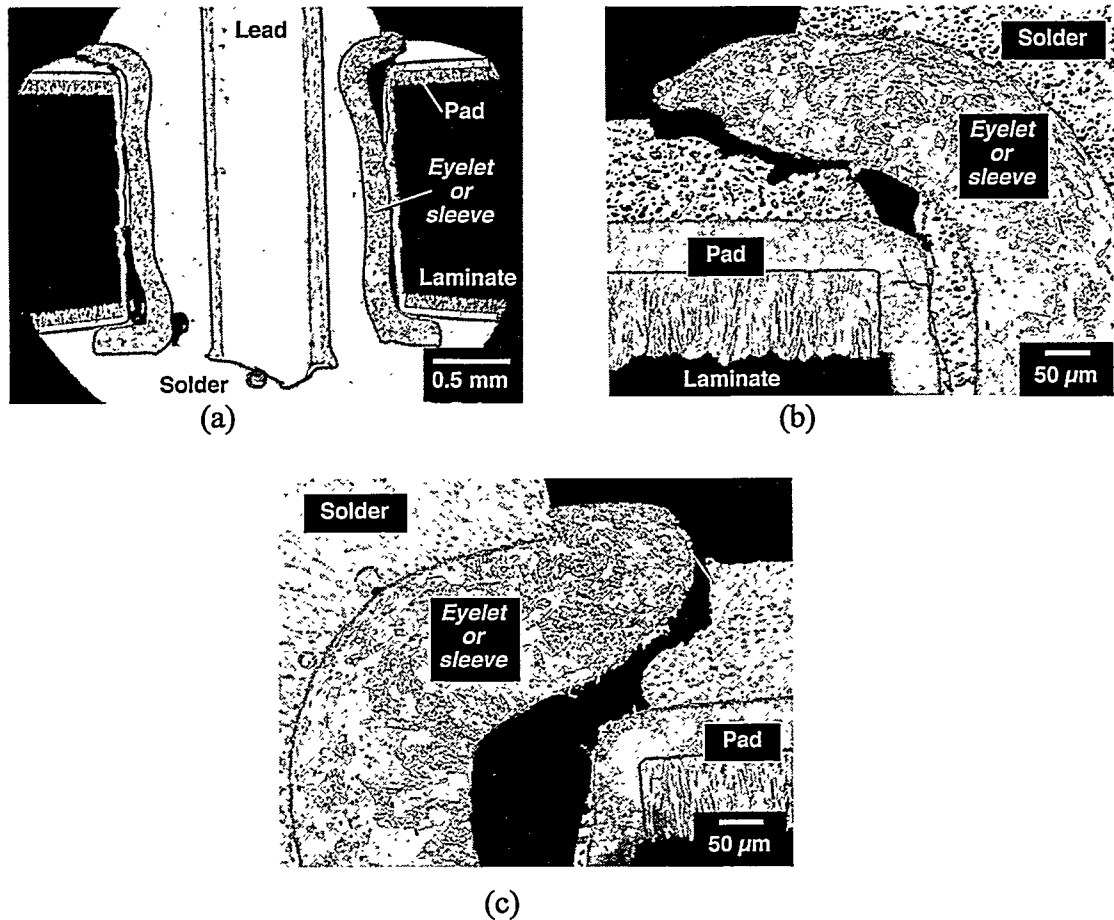 Lead
Pad
Eyelet
or
sleeve
Laminate
0.5 mm
Solder
(a)
Solder
Eyelet
or
sleeve
Pad
50 µm
Laminate
(b)
Solder
Eyelet
or
sleeve
Pad
50 µm
(c)